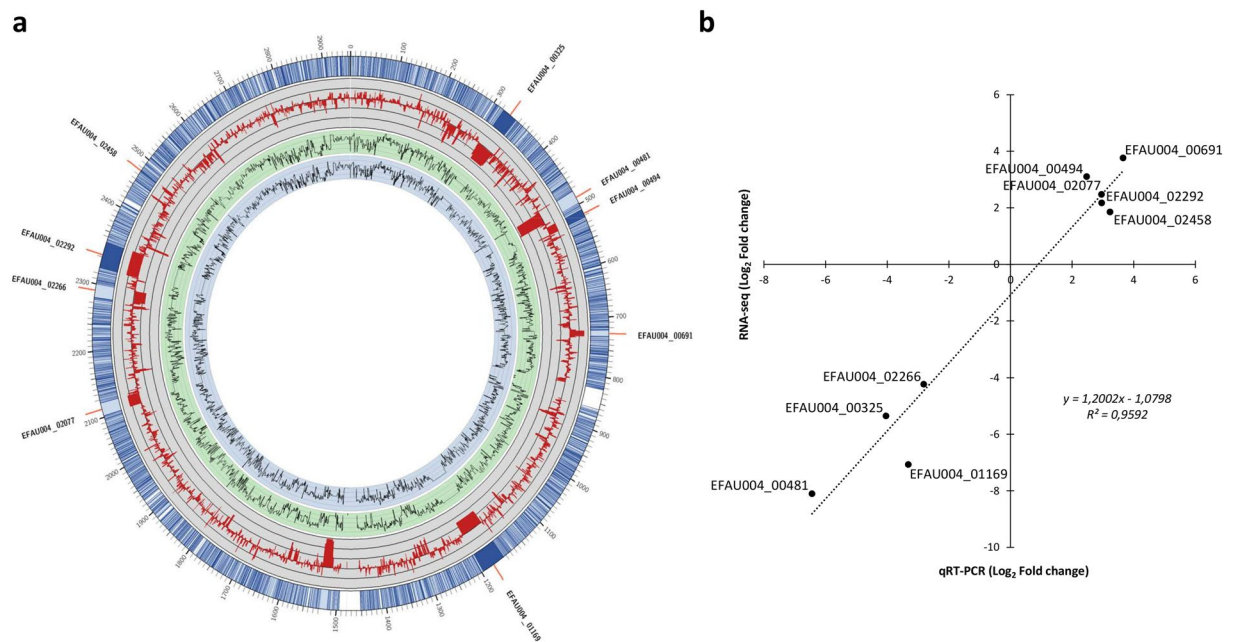 a
0
100
200
300
400
500
600
700
800
900
1000
1100
1200
1300
1400
1500
1600
1700
1800
1900
2000
2100
2200
2300
2400
2500
2600
2700
2800
2900
EFAU004_00325
EFAU004_00481
EFAU004_00494
EFAU004_00691
EFAU004_01169
EFAU004_02077
EFAU004_02266
EFAU004_02292
EFAU004_02458
b
6
4
2
0
-2
-4
-6
-8
-10
-8
-6
-4
-2
0
2
4
6
RNA-seq (Log2 Fold change)
EFAU004_00691
EFAU004_00494
EFAU004_02077
EFAU004_02292
EFAU004_02458
EFAU004_02266
EFAU004_00325
EFAU004_01169
EFAU004_00481
y = 1,2002x - 1,0798
R² = 0,9592
qRT-PCR (Log2 Fold change)